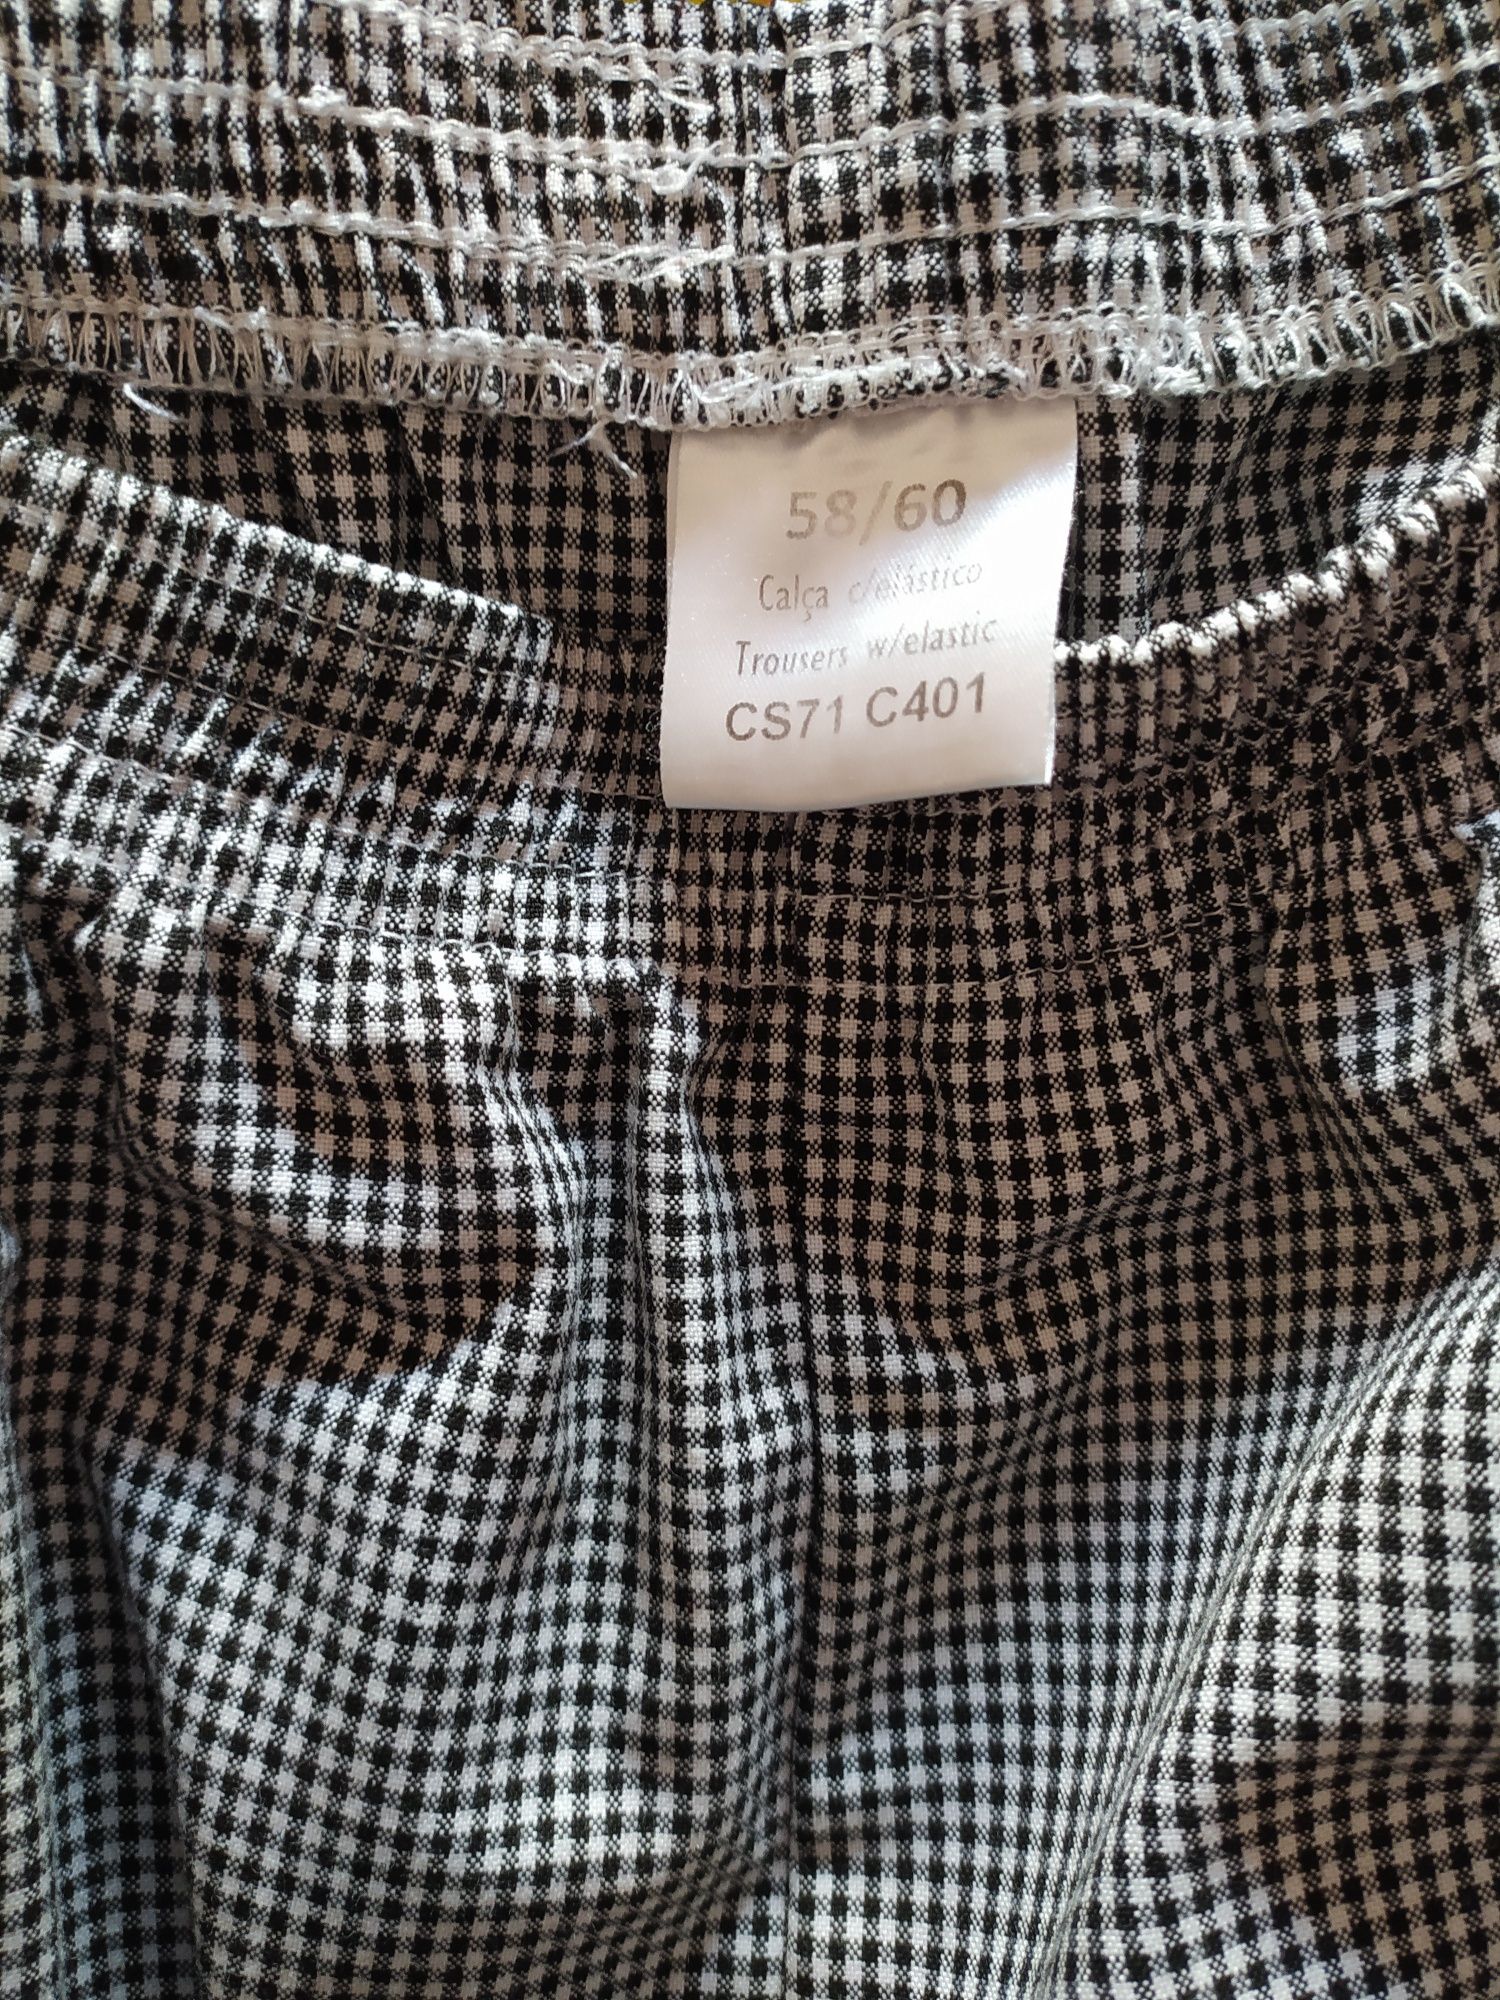 58/60
Calça c/elástico
Trousers w/elastic
CS71 C401